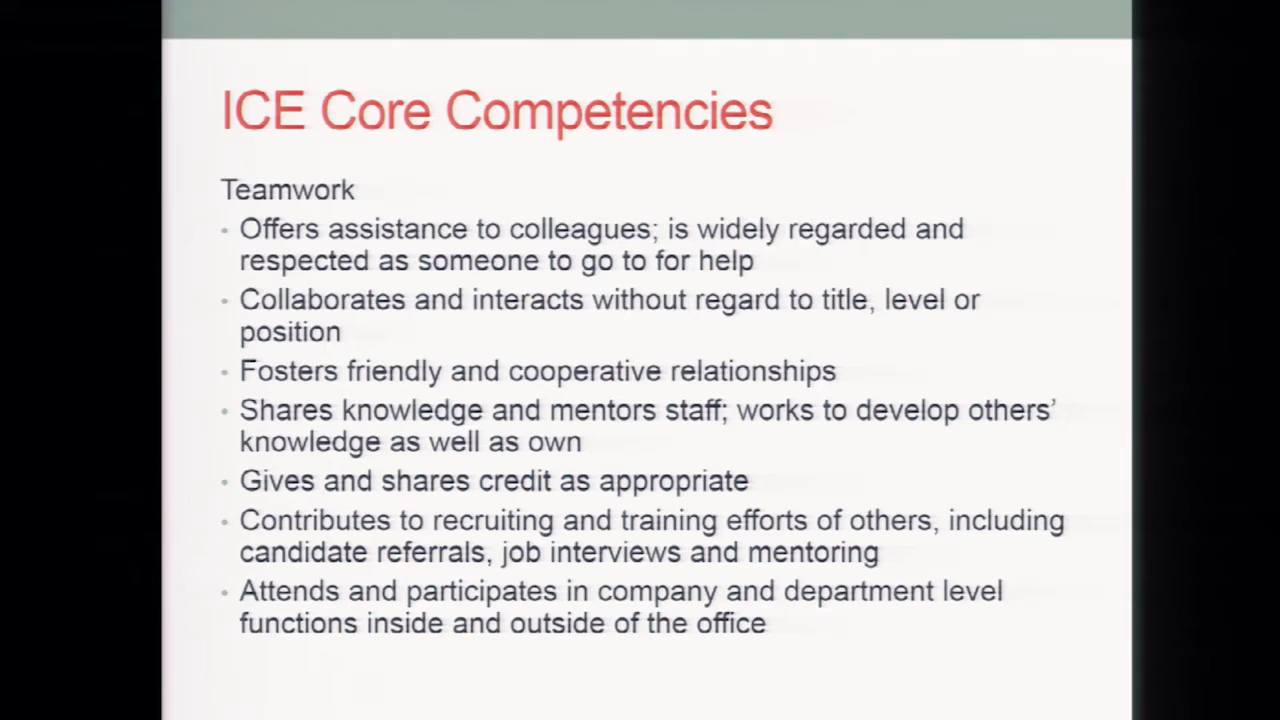 ICE Core Competencies
Teamwork
• Offers assistance to colleagues; is widely regarded and
respected as someone to go to for help
• Collaborates and interacts without regard to title, level or
position
• Fosters friendly and cooperative relationships
• Shares knowledge and mentors staff; works to develop others’
knowledge as well as own
• Gives and shares credit as appropriate
• Contributes to recruiting and training efforts of others, including
candidate referrals, job interviews and mentoring
• Attends and participates in company and department level
functions inside and outside of the office